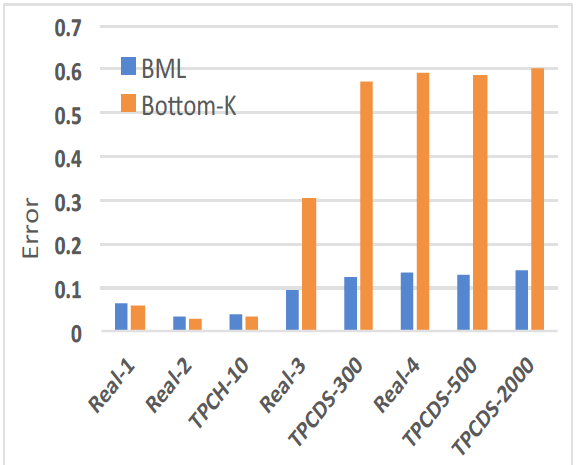 0.7
0.6
0.5
0.4
0.3
0.2
0.1
0
Error
BML
Bottom-K
Real-1
Real-2
TPCH-10
Real-3
TPCDS-300
Real-4
TPCDS-500
TPCDS-2000